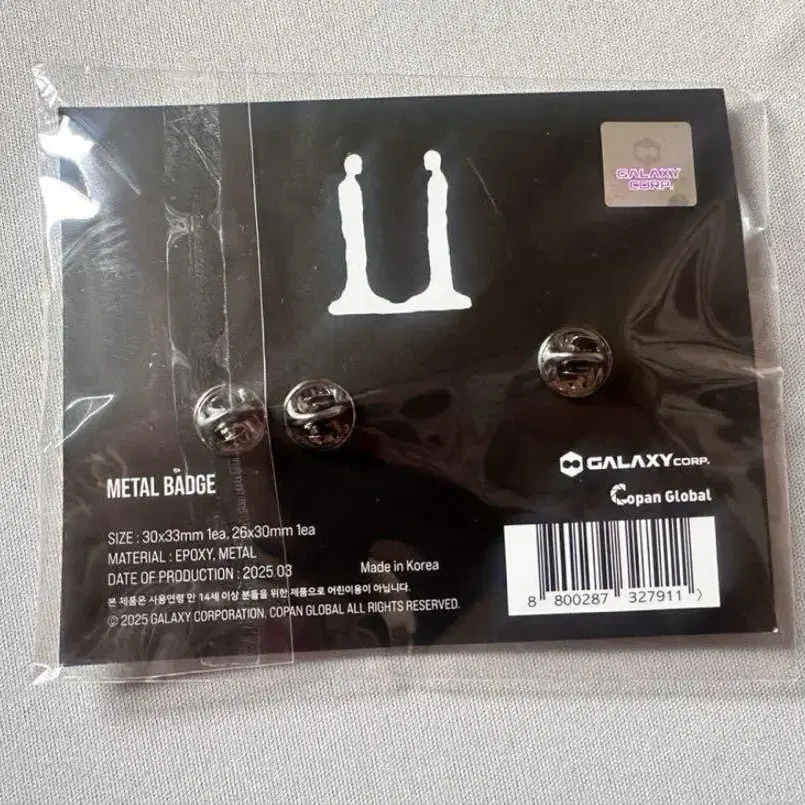 GALAXY
CORP.
GALAXY CORP.
Copan Global
METAL BADGE
SIZE : 30x33mm 1ea, 26x30mm 1ea
MATERIAL : EPOXY, METAL
DATE OF PRODUCTION : 2025.03
Made in Korea
본 제품은 사용연령 만 14세 이상 분들을 위한 제품으로 어린이용이 아닙니다.
© 2025 GALAXY CORPORATION. COPAN GLOBAL ALL RIGHTS RESERVED.
8 800287 327911 >